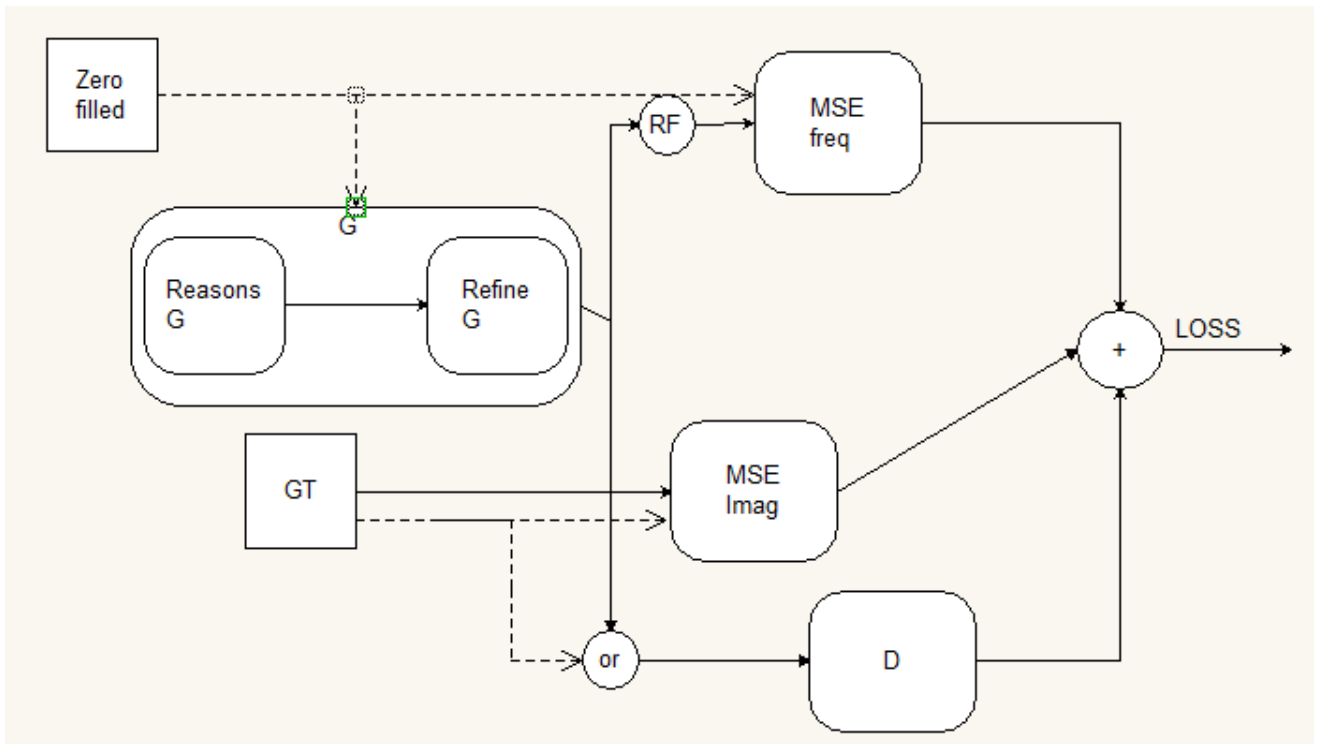 Zero
filled
RF
MSE
freq
G
Reasons
G
Refine
G
LOSS
+
GT
MSE
Imag
or
D